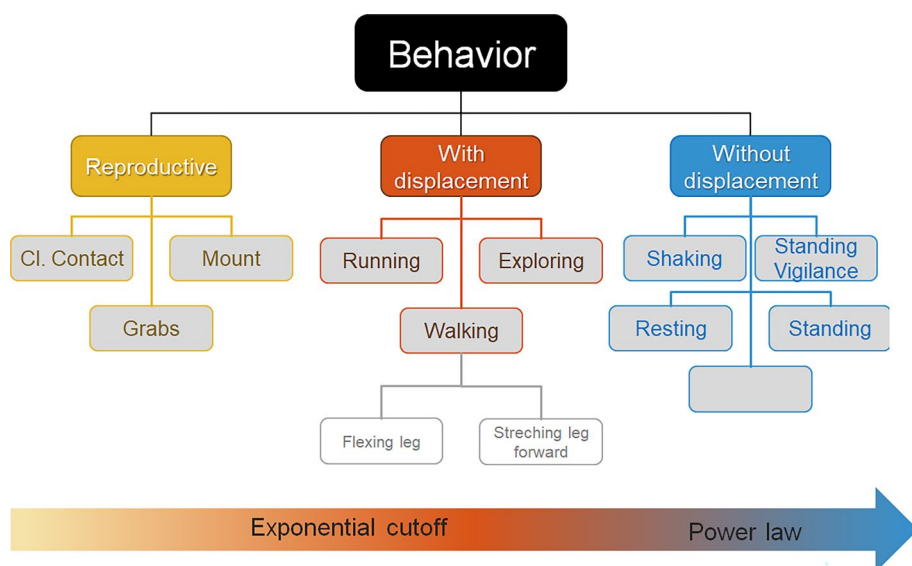 Behavior
Reproductive
With
displacement
Without
displacement
Cl. Contact
Mount
Running
Exploring
Shaking
Standing
Vigilance
Grabs
Walking
Resting
Standing
Flexing leg
Streching leg
forward
Exponential cutoff
Power law